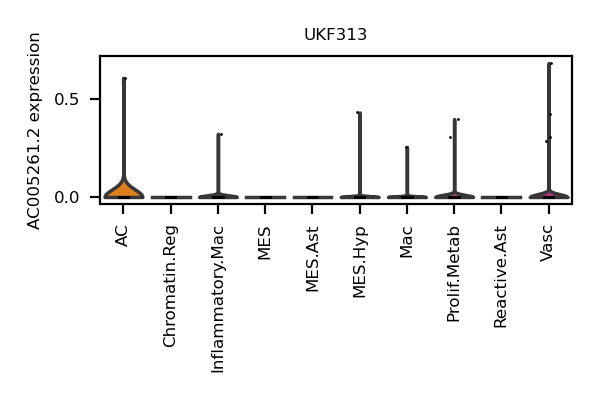 UKF313
AC005261.2 expression
0.5
0.0
AC
Chromatin.Reg
Inflammatory.Mac
MES
MES.Ast
MES.Hyp
Mac
Prolif.Metab
Reactive.Ast
Vasc